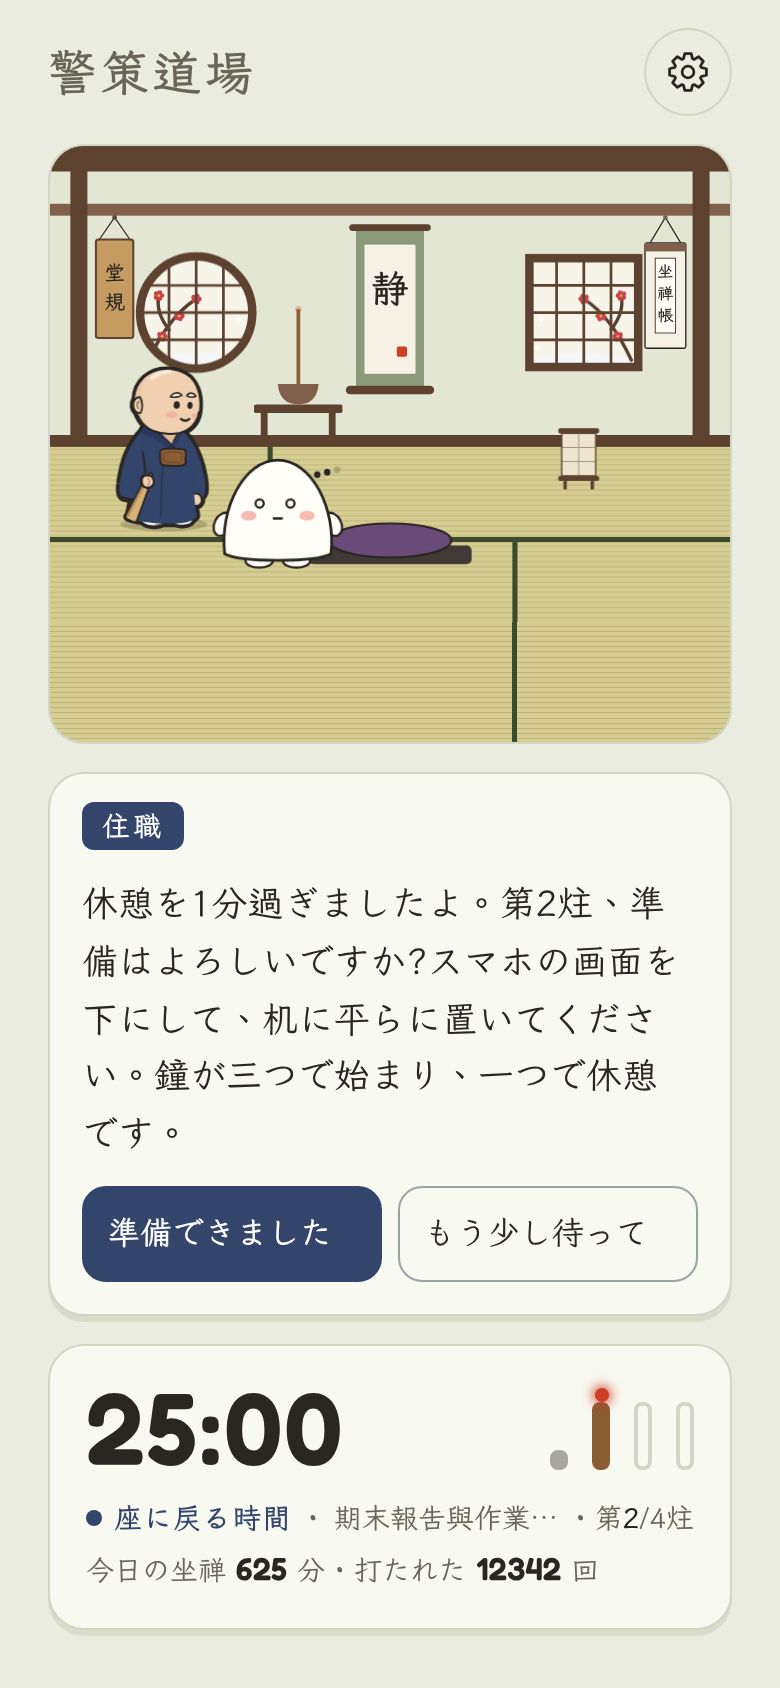 警策道場
堂規
静
坐禅帳
住職
休憩を1分過ぎましたよ。第2炷、準
備はよろしいですか?スマホの画面を
下にして、机に平らに置いてくださ
い。鐘が三つで始まり、一つで休憩
です。
準備できました
もう少し待って
25:00
座に戻る時間 ・ 期末報告與作業… ・第2/4炷
今日の坐禅 625 分・打たれた 12342 回